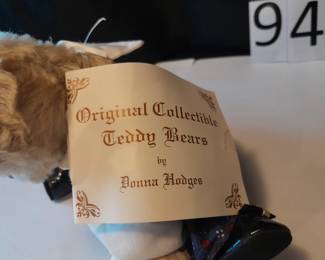 94
Original Collectible
Teddy Bears
by
Donna Hodges